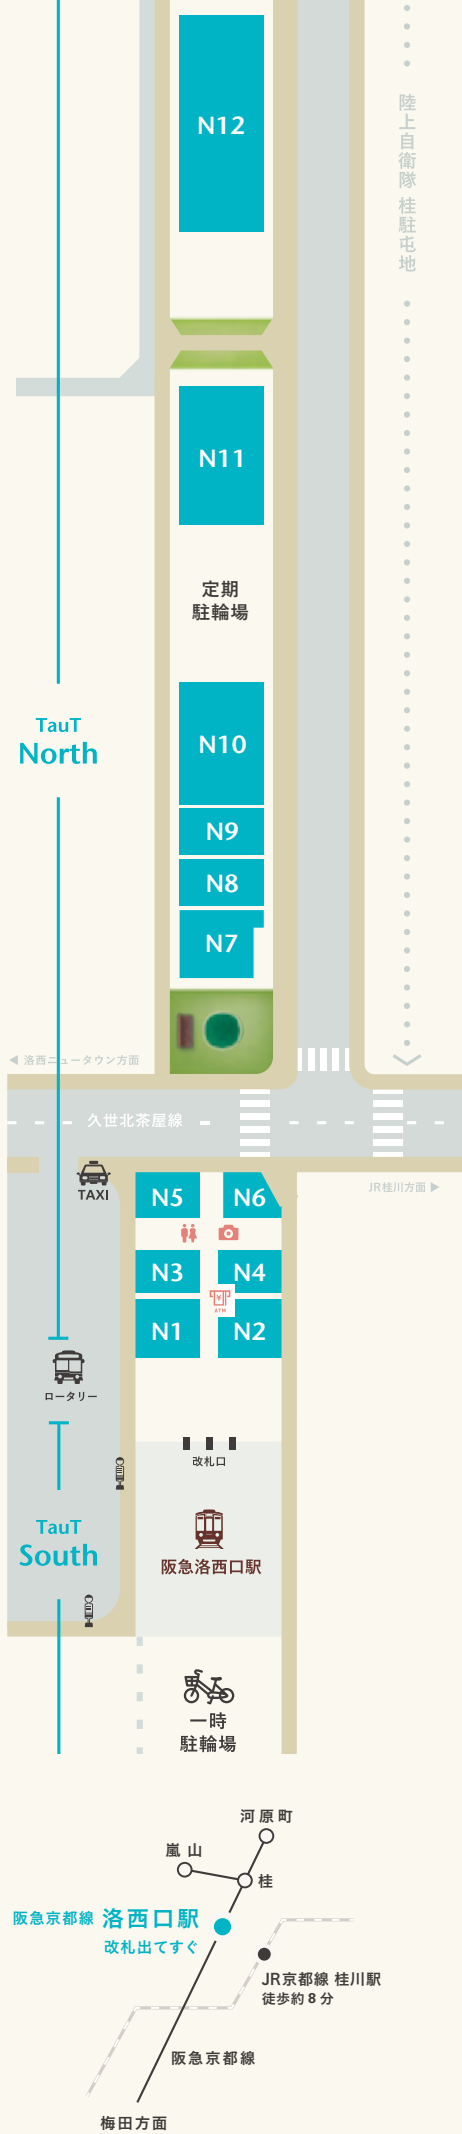 N12
陸上自衛隊 桂駐屯地
N11
定期
駐輪場
TauT
North
N10
N9
N8
N7
◀ 洛西ニュータウン方面
久世北茶屋線
JR桂川方面 ▶
TAXI
N5
N6
N3
N4
¥
ATM
N1
N2
ロータリー
改札口
TauT
South
阪急洛西口駅
一時
駐輪場
河原町
嵐山
桂
阪急京都線 洛西口駅
改札出てすぐ
JR京都線 桂川駅
徒歩約8分
阪急京都線
梅田方面